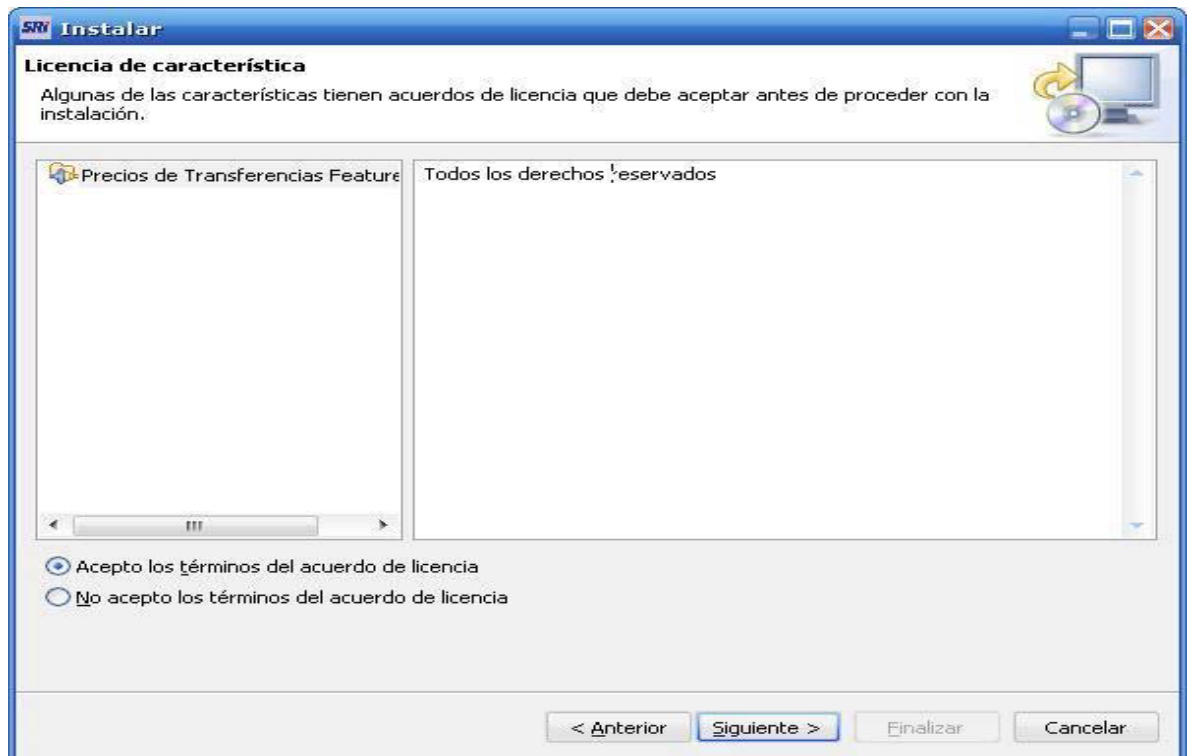 SRi Instalar
Licencia de característica
Algunas de las características tienen acuerdos de licencia que debe aceptar antes de proceder con la
instalación.
Precios de Transferencias Feature
Todos los derechos reservados
Acepto los términos del acuerdo de licencia
No acepto los términos del acuerdo de licencia
< Anterior
Siguiente >
Finalizar
Cancelar